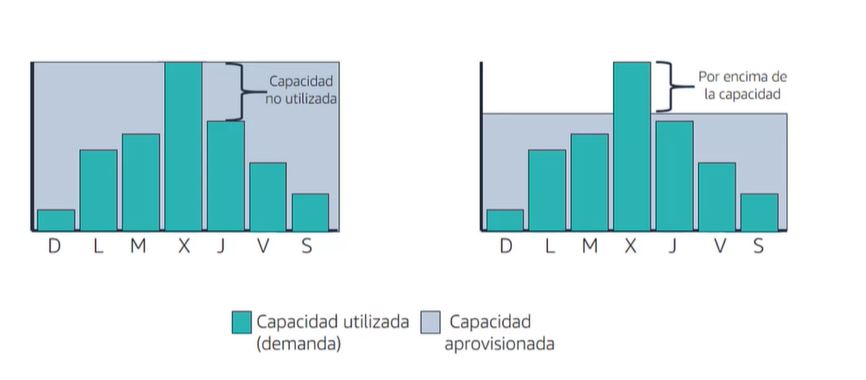 Capacidad
no utilizada
D L M X J V S
Por encima de
la capacidad
D L M X J V S
Capacidad utilizada
(demanda)
Capacidad
aprovisionada